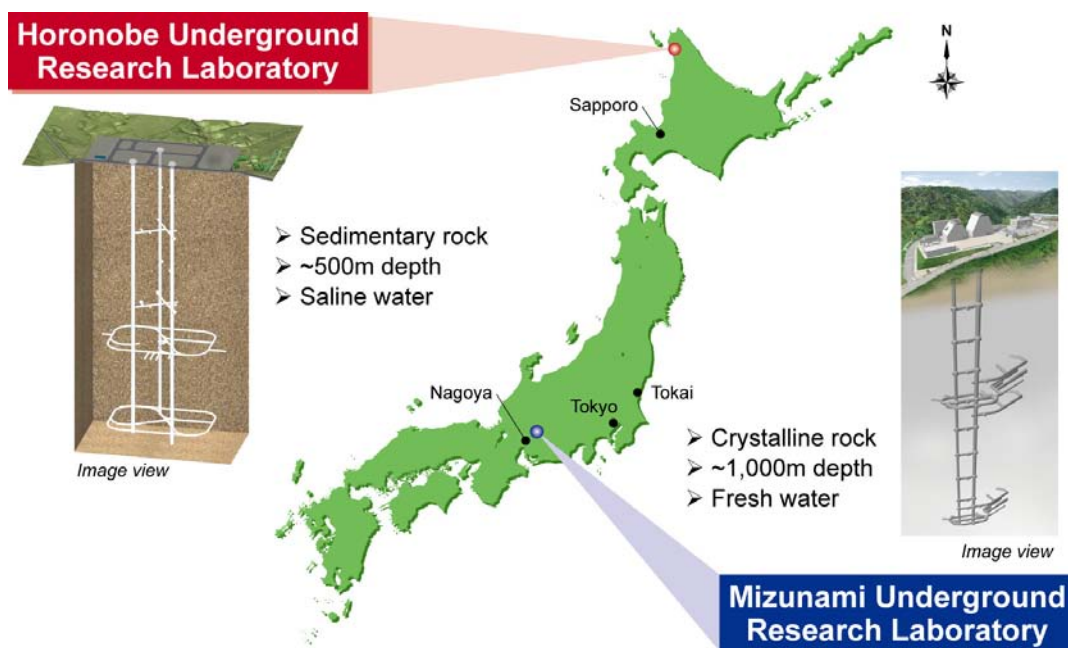 Horonobe Underground
Research Laboratory
N
Sapporo
➢ Sedimentary rock
➢ ~500m depth
➢ Saline water
Image view
Nagoya
Tokyo
Tokai
➢ Crystalline rock
➢ ~1,000m depth
➢ Fresh water
Image view
Mizunami Underground
Research Laboratory